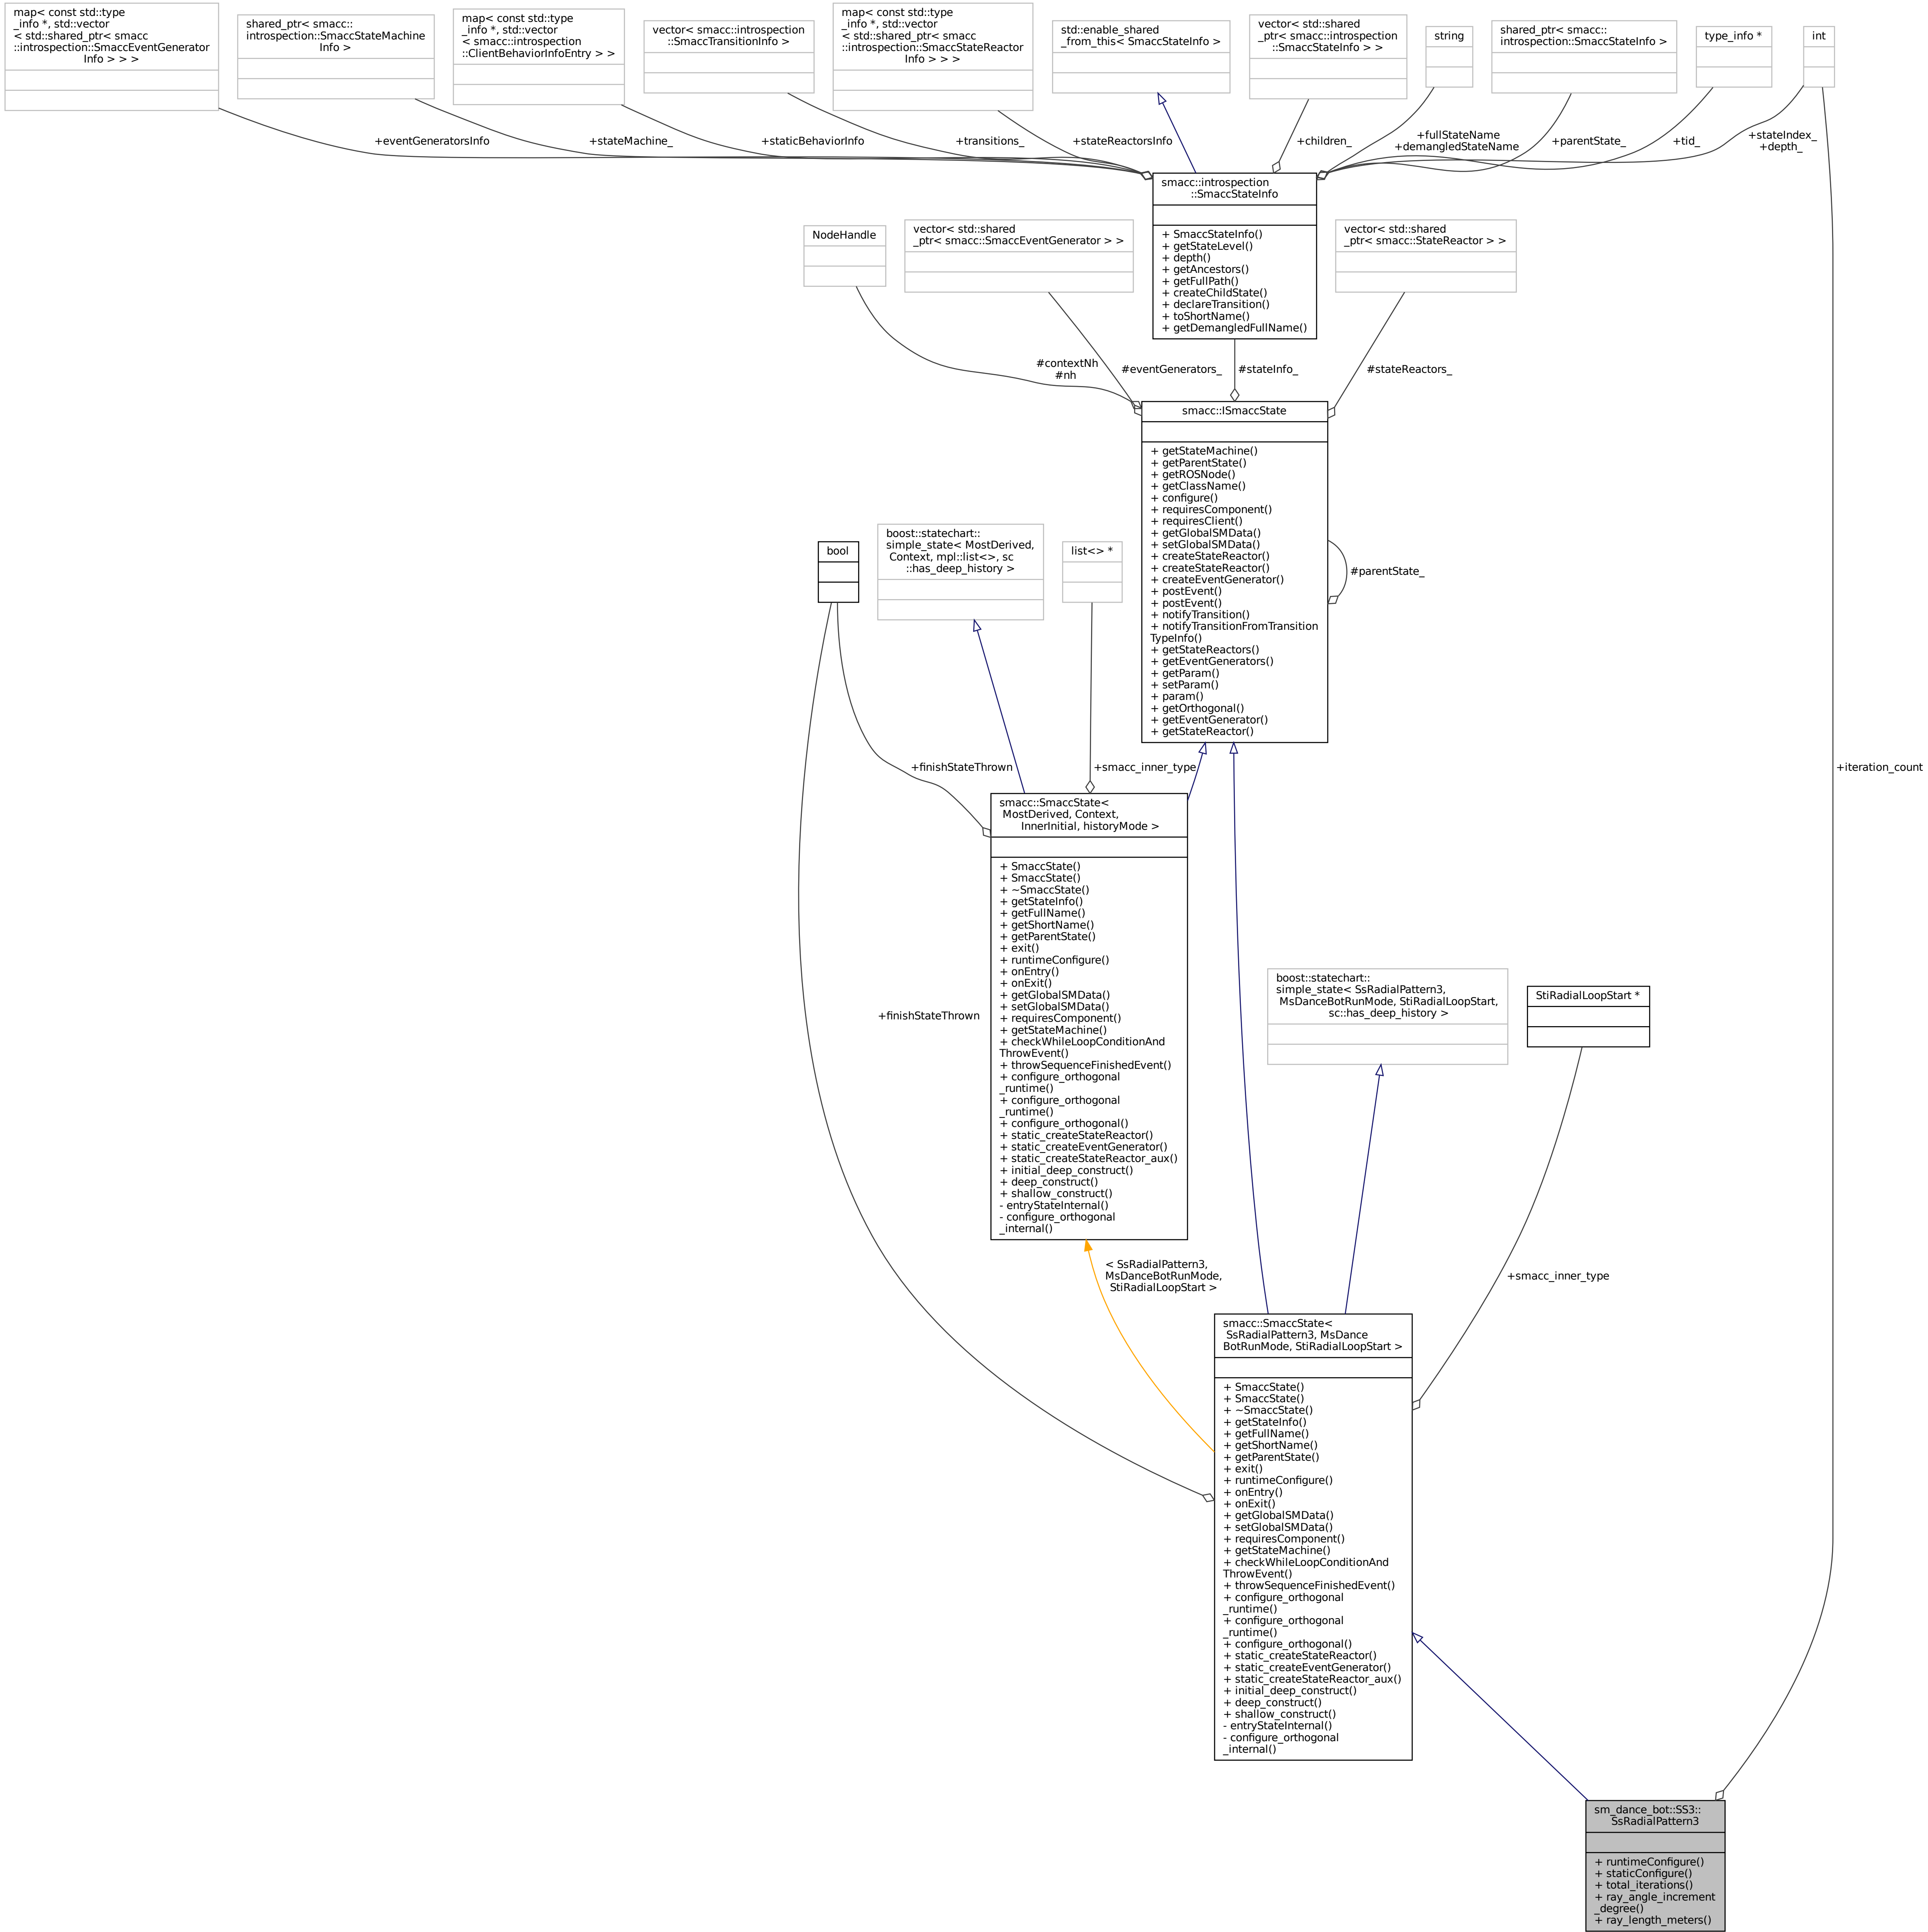 map< const std::type
_info *, std::vector
< std::shared_ptr< smacc
::introspection::SmaccEventGenerator
Info > > >
shared_ptr< smacc::
introspection::SmaccStateMachine
Info >
map< const std::type
_info *, std::vector
< smacc::introspection
::ClientBehaviorInfoEntry > >
vector< smacc::introspection
::SmaccTransitionInfo >
map< const std::type
_info *, std::vector
< std::shared_ptr< smacc
::introspection::SmaccStateReactor
Info > > >
std::enable_shared
_from_this< SmaccStateInfo >
vector< std::shared
_ptr< smacc::introspection
::SmaccStateInfo > >
string
shared_ptr< smacc::
introspection::SmaccStateInfo >
type_info *
int
+eventGeneratorsInfo
+stateMachine_
+staticBehaviorInfo
+transitions_
+stateReactorsInfo
+children_
+fullStateName
+demangledStateName
+parentState_
+tid_
+stateIndex_
+depth_
smacc::introspection
::SmaccStateInfo
+ SmaccStateInfo()
+ getStateLevel()
+ depth()
+ getAncestors()
+ getFullPath()
+ createChildState()
+ declareTransition()
+ toShortName()
+ getDemangledFullName()
NodeHandle
vector< std::shared
_ptr< smacc::SmaccEventGenerator > >
vector< std::shared
_ptr< smacc::StateReactor > >
#contextNh
#nh
#eventGenerators_
#stateInfo_
#stateReactors_
smacc::ISmaccState
+ getStateMachine()
+ getParentState()
+ getROSNode()
+ getClassName()
+ configure()
+ requiresComponent()
+ requiresClient()
+ getGlobalSMData()
+ setGlobalSMData()
+ createStateReactor()
+ createStateReactor()
+ createEventGenerator()
+ postEvent()
+ postEvent()
+ notifyTransition()
+ notifyTransitionFromTransition
TypeInfo()
+ getStateReactors()
+ getEventGenerators()
+ getParam()
+ setParam()
+ param()
+ getOrthogonal()
+ getEventGenerator()
+ getStateReactor()
#parentState_
bool
boost::statechart::
simple_state< MostDerived,
Context, mpl::list<>, sc
::has_deep_history >
list<> *
+finishStateThrown
+smacc_inner_type
+iteration_count
smacc::SmaccState<
MostDerived, Context,
InnerInitial, historyMode >
+ SmaccState()
+ SmaccState()
+ ~SmaccState()
+ getStateInfo()
+ getFullName()
+ getShortName()
+ getParentState()
+ exit()
+ runtimeConfigure()
+ onEntry()
+ onExit()
+ getGlobalSMData()
+ setGlobalSMData()
+ requiresComponent()
+ getStateMachine()
+ checkWhileLoopConditionAnd
ThrowEvent()
+ throwSequenceFinishedEvent()
+ configure_orthogonal
_runtime()
+ configure_orthogonal
_runtime()
+ configure_orthogonal()
+ static_createStateReactor()
+ static_createEventGenerator()
+ static_createStateReactor_aux()
+ initial_deep_construct()
+ deep_construct()
+ shallow_construct()
- entryStateInternal()
- configure_orthogonal
_internal()
+finishStateThrown
boost::statechart::
simple_state< SsRadialPattern3,
MsDanceBotRunMode, StiRadialLoopStart,
sc::has_deep_history >
StiRadialLoopStart *
< SsRadialPattern3,
MsDanceBotRunMode,
StiRadialLoopStart >
+smacc_inner_type
smacc::SmaccState<
SsRadialPattern3, MsDance
BotRunMode, StiRadialLoopStart >
+ SmaccState()
+ SmaccState()
+ ~SmaccState()
+ getStateInfo()
+ getFullName()
+ getShortName()
+ getParentState()
+ exit()
+ runtimeConfigure()
+ onEntry()
+ onExit()
+ getGlobalSMData()
+ setGlobalSMData()
+ requiresComponent()
+ getStateMachine()
+ checkWhileLoopConditionAnd
ThrowEvent()
+ throwSequenceFinishedEvent()
+ configure_orthogonal
_runtime()
+ configure_orthogonal
_runtime()
+ configure_orthogonal()
+ static_createStateReactor()
+ static_createEventGenerator()
+ static_createStateReactor_aux()
+ initial_deep_construct()
+ deep_construct()
+ shallow_construct()
- entryStateInternal()
- configure_orthogonal
_internal()
sm_dance_bot::SS3::
SsRadialPattern3
+ runtimeConfigure()
+ staticConfigure()
+ total_iterations()
+ ray_angle_increment
_degree()
+ ray_length_meters()